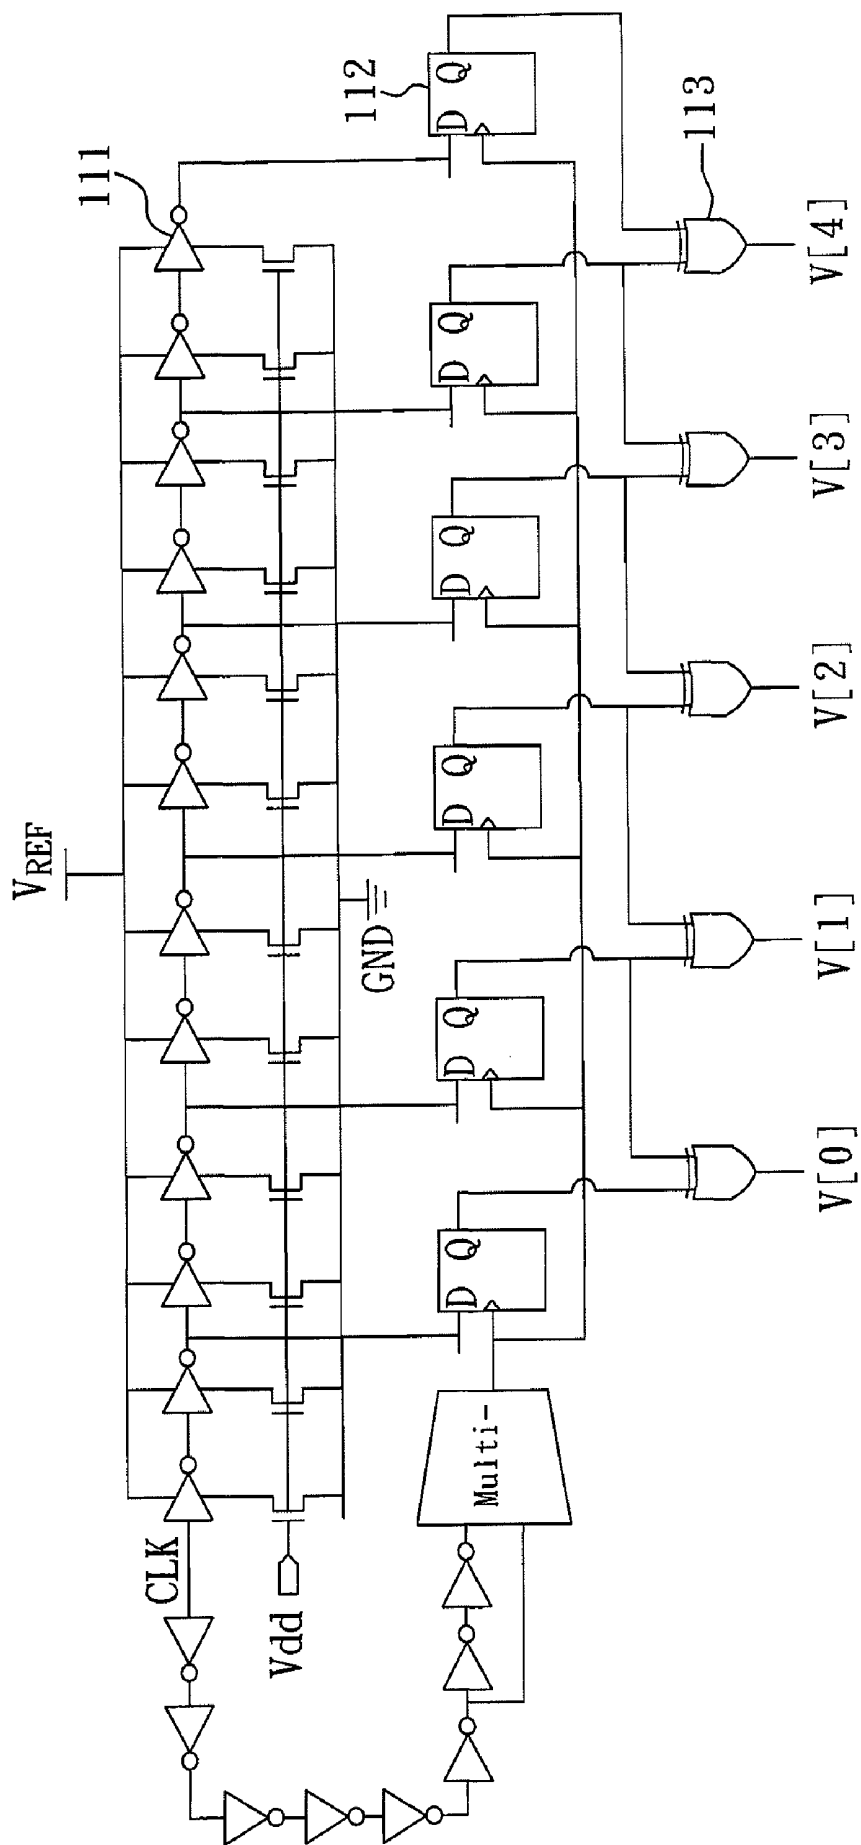 V_REF
111
112
CLK
Vdd
GND
D Q
D Q
D Q
D Q
D Q
D Q
Multi-
113
V[0]
V[1]
V[2]
V[3]
V[4]